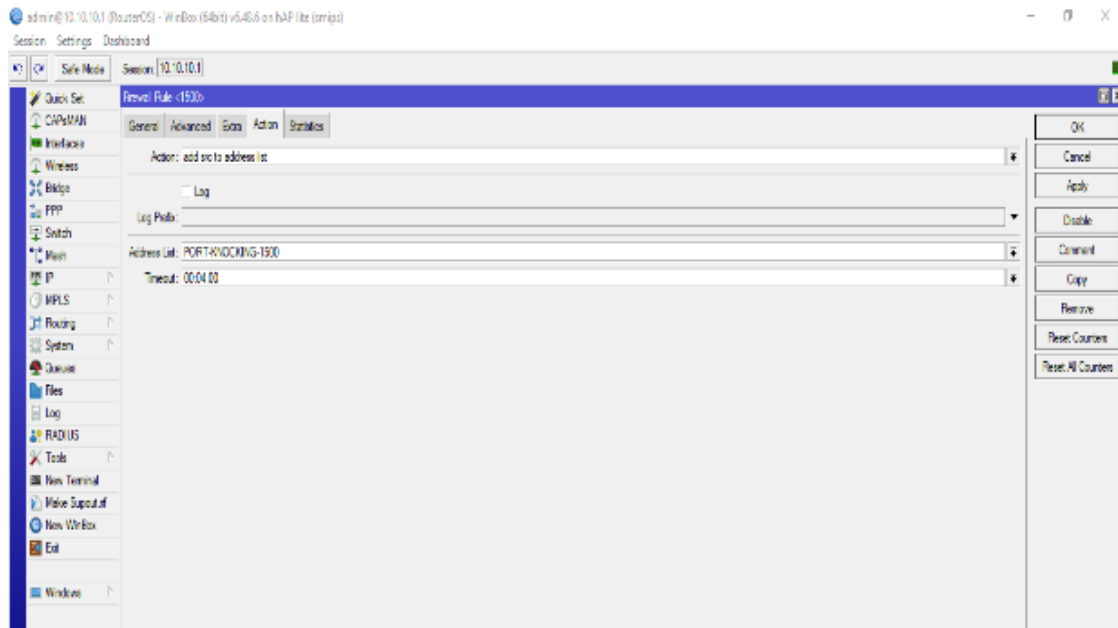 admin@10.10.10.1 (RouterOS) - WinBox (64bit) v6.46.6 on hAP lite (smips)
Session Settings Dashboard
Safe Mode Session: 10.10.10.1
Quick Set
CAPsMAN
Interfaces
Wireless
Bridge
PPP
Switch
Mesh
IP
MPLS
Routing
System
Queues
Files
Log
RADIUS
Tools
New Terminal
Make Supout.rif
New WinBox
Exit
Windows
Firewall Rule <1500>
General Advanced Extra Action Statistics
Action: add src to address list
Log
Log Prefix:
Address List: PORT-KNOCKING-1500
Timeout: 00:04:00
OK
Cancel
Apply
Disable
Comment
Copy
Remove
Reset Counters
Reset All Counters